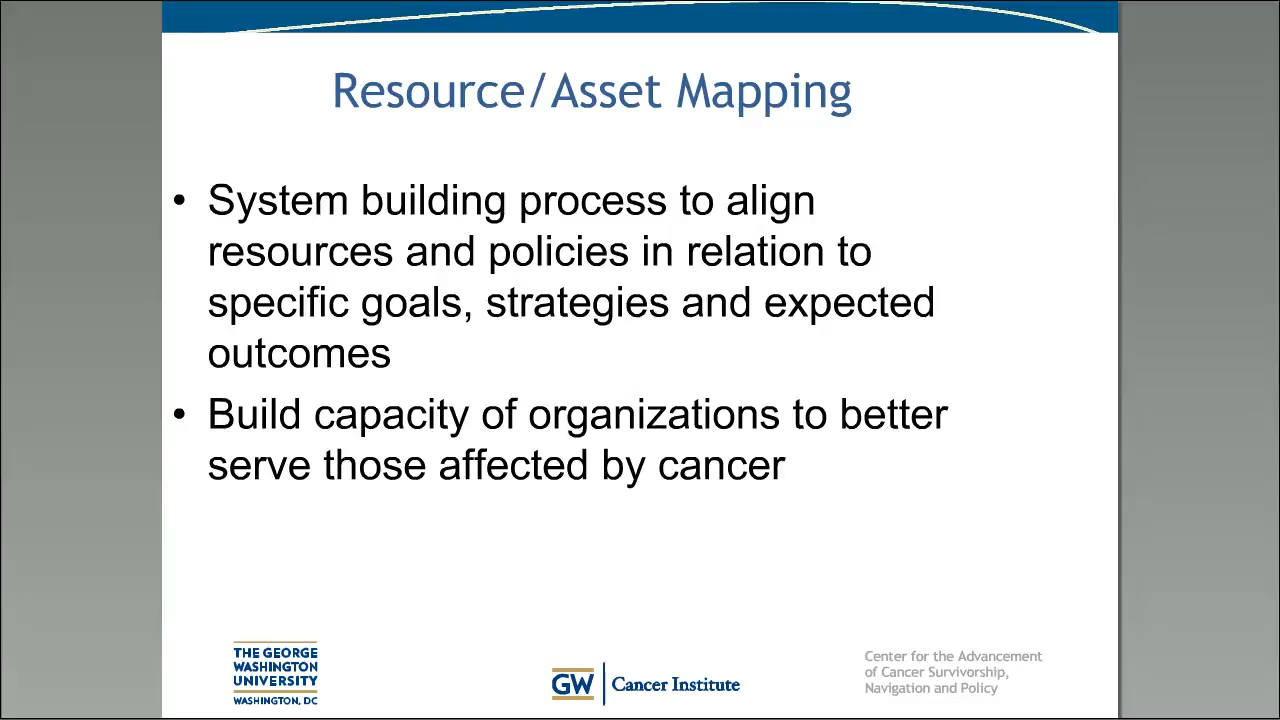 Resource/Asset Mapping
• System building process to align
resources and policies in relation to
specific goals, strategies and expected
outcomes
• Build capacity of organizations to better
serve those affected by cancer
THE GEORGE
WASHINGTON
UNIVERSITY
WASHINGTON, DC
GW Cancer Institute
Center for the Advancement
of Cancer Survivorship,
Navigation and Policy